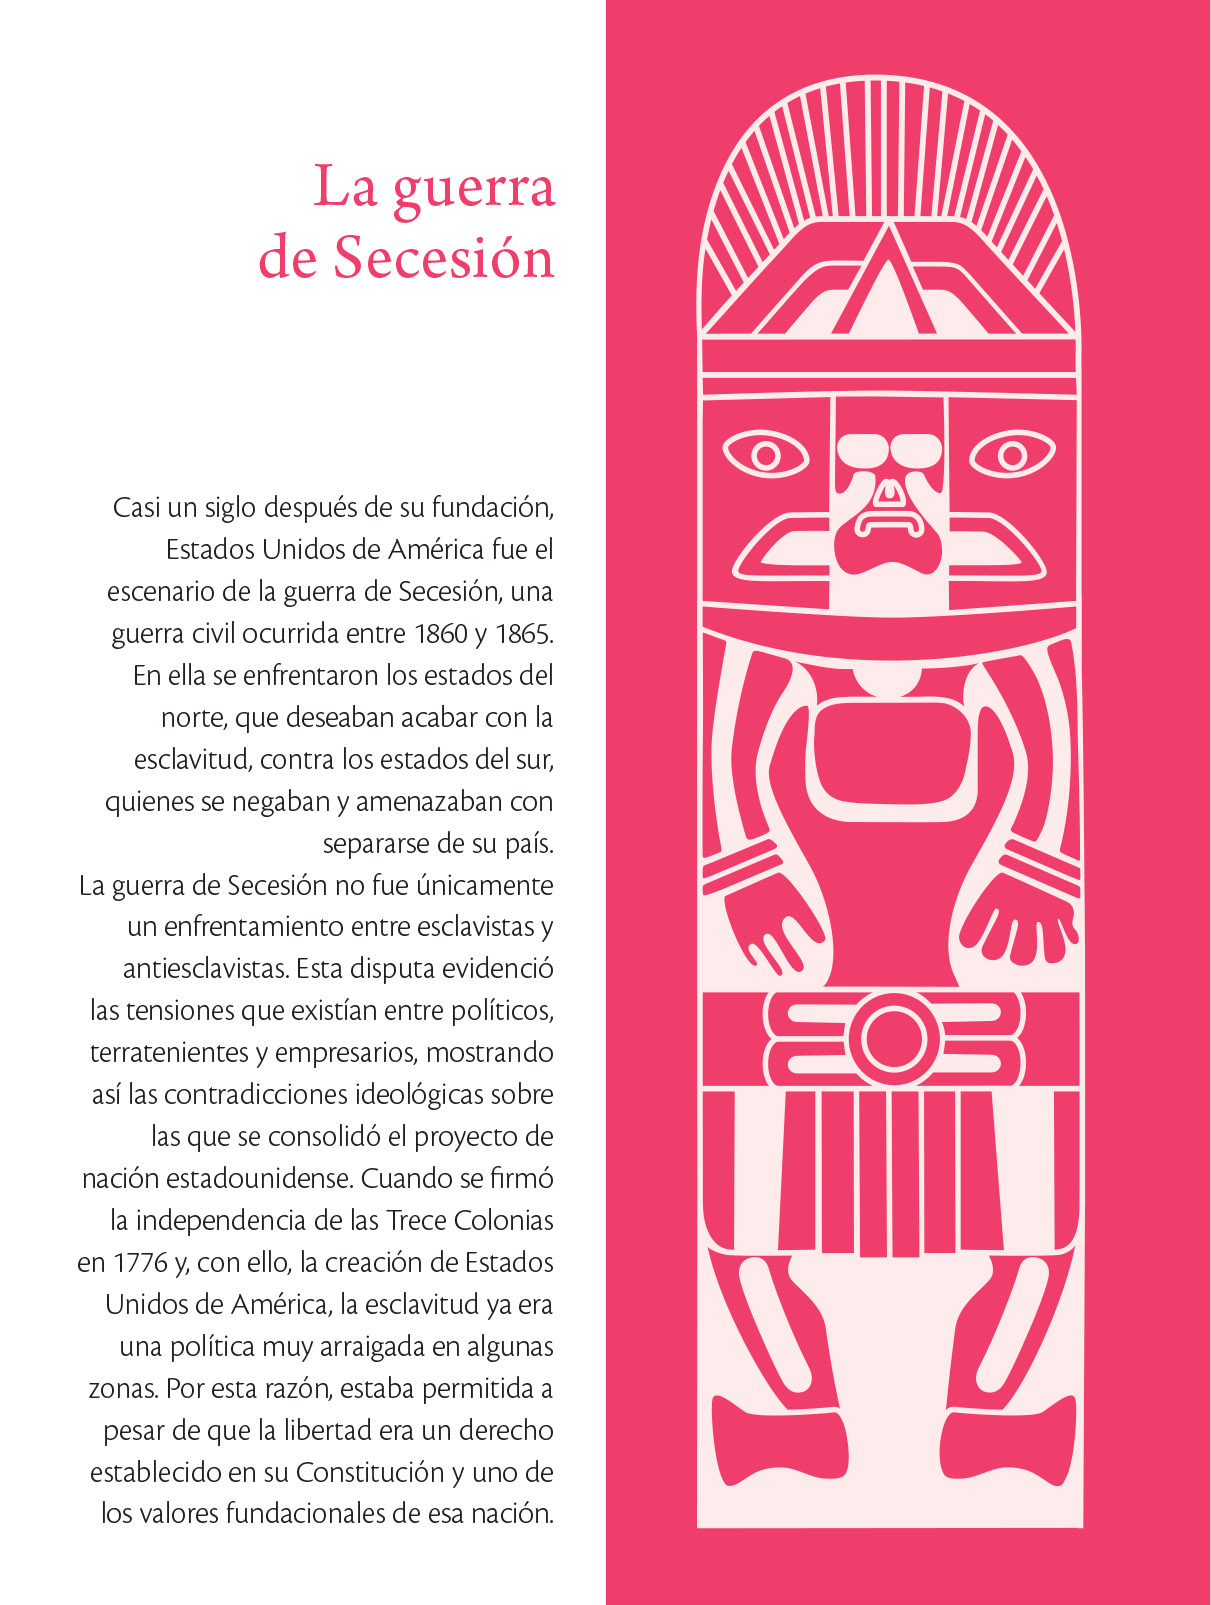 La guerra
de Secesión
Casi un siglo después de su fundación,
Estados Unidos de América fue el
escenario de la guerra de Secesión, una
guerra civil ocurrida entre 1860 y 1865.
En ella se enfrentaron los estados del
norte, que deseaban acabar con la
esclavitud, contra los estados del sur,
quienes se negaban y amenazaban con
separarse de su país.
La guerra de Secesión no fue únicamente
un enfrentamiento entre esclavistas y
antiesclavistas. Esta disputa evidenció
las tensiones que existían entre políticos,
terratenientes y empresarios, mostrando
así las contradicciones ideológicas sobre
las que se consolidó el proyecto de
nación estadounidense. Cuando se firmó
la independencia de las Trece Colonias
en 1776 y, con ello, la creación de Estados
Unidos de América, la esclavitud ya era
una política muy arraigada en algunas
zonas. Por esta razón, estaba permitida a
pesar de que la libertad era un derecho
establecido en su Constitución y uno de
los valores fundacionales de esa nación.